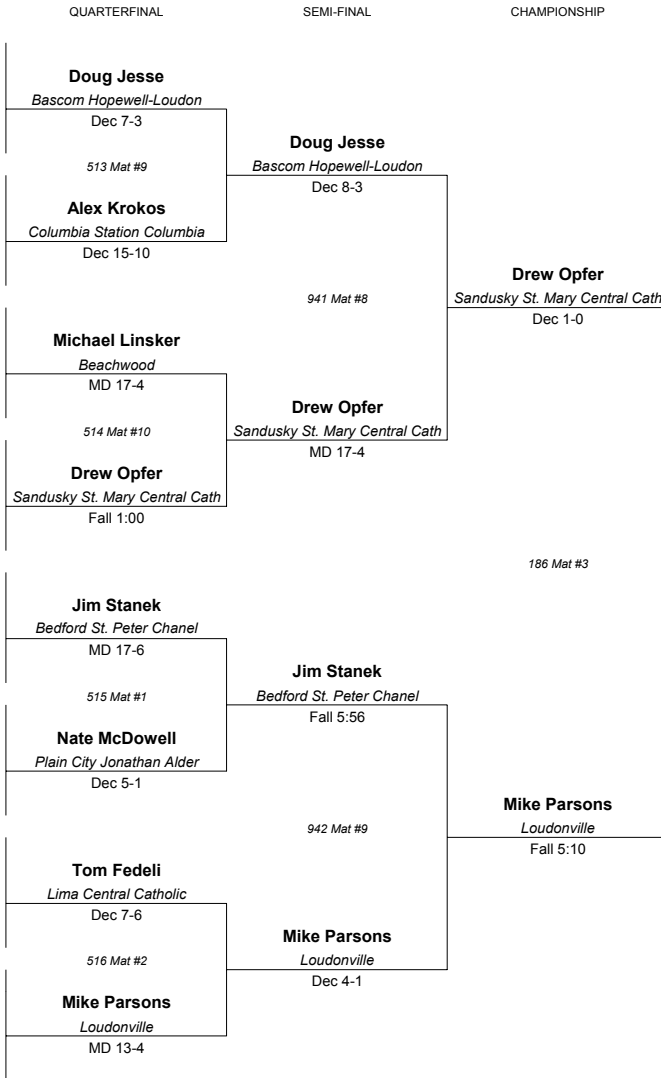 QUARTERFINAL
SEMI-FINAL
CHAMPIONSHIP
Doug Jesse
Bascom Hopewell-Loudon
Dec 7-3
513 Mat #9
Alex Krokos
Columbia Station Columbia
Dec 15-10
Doug Jesse
Bascom Hopewell-Loudon
Dec 8-3
941 Mat #8
Michael Linsker
Beachwood
MD 17-4
514 Mat #10
Drew Opfer
Sandusky St. Mary Central Cath
Fall 1:00
Drew Opfer
Sandusky St. Mary Central Cath
MD 17-4
Drew Opfer
Sandusky St. Mary Central Cath
Dec 1-0
186 Mat #3
Jim Stanek
Bedford St. Peter Chanel
MD 17-6
515 Mat #1
Nate McDowell
Plain City Jonathan Alder
Dec 5-1
Jim Stanek
Bedford St. Peter Chanel
Fall 5:56
942 Mat #9
Tom Fedeli
Lima Central Catholic
Dec 7-6
516 Mat #2
Mike Parsons
Loudonville
MD 13-4
Mike Parsons
Loudonville
Dec 4-1
Mike Parsons
Loudonville
Fall 5:10